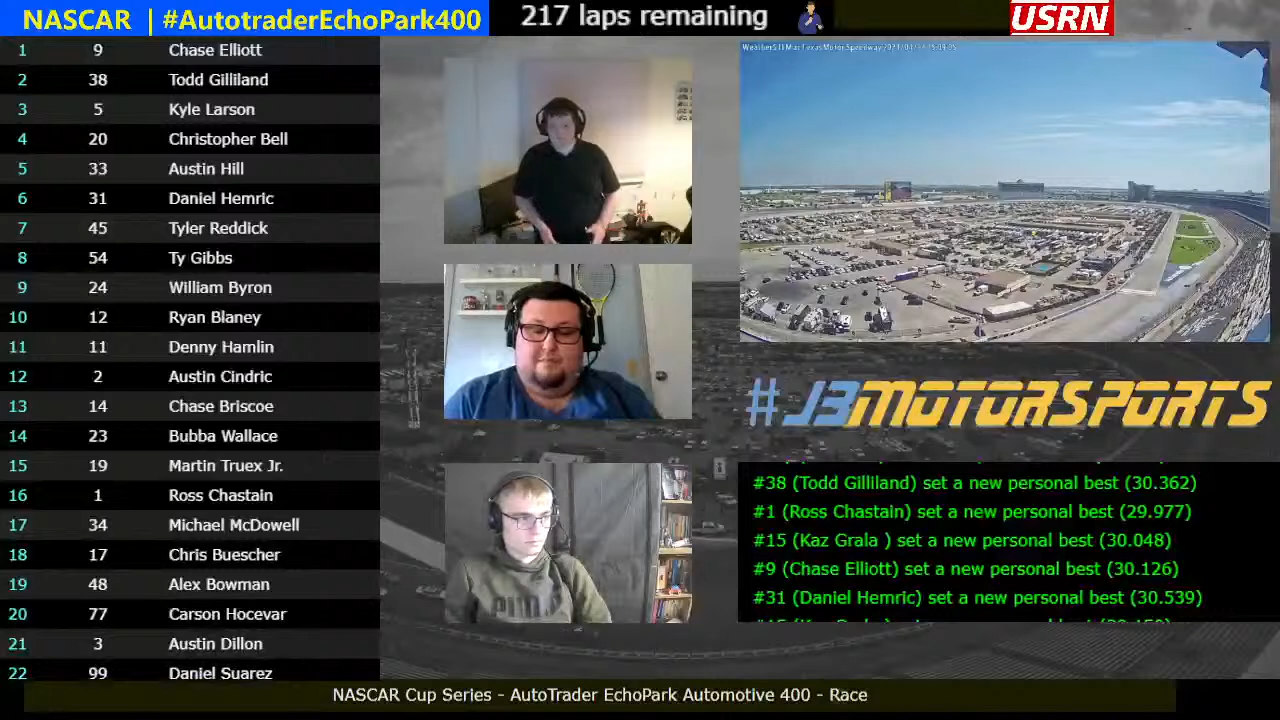 NASCAR | #AutotraderEchoPark400
217 laps remaining
USRN
1 9 Chase Elliott
2 38 Todd Gilliland
3 5 Kyle Larson
4 20 Christopher Bell
5 33 Austin Hill
6 31 Daniel Hemric
7 45 Tyler Reddick
8 54 Ty Gibbs
9 24 William Byron
10 12 Ryan Blaney
11 11 Denny Hamlin
12 2 Austin Cindric
13 14 Chase Briscoe
14 23 Bubba Wallace
15 19 Martin Truex Jr.
16 1 Ross Chastain
17 34 Michael McDowell
18 17 Chris Buescher
19 48 Alex Bowman
20 77 Carson Hocevar
21 3 Austin Dillon
22 99 Daniel Suarez
PUMA
Texas Motor Speedway
#JBMOTORSPORTS
#38 (Todd Gilliland) set a new personal best (30.362)
#1 (Ross Chastain) set a new personal best (29.977)
#15 (Kaz Grala ) set a new personal best (30.048)
#9 (Chase Elliott) set a new personal best (30.126)
#31 (Daniel Hemric) set a new personal best (30.539)
NASCAR Cup Series - AutoTrader EchoPark Automotive 400 - Race